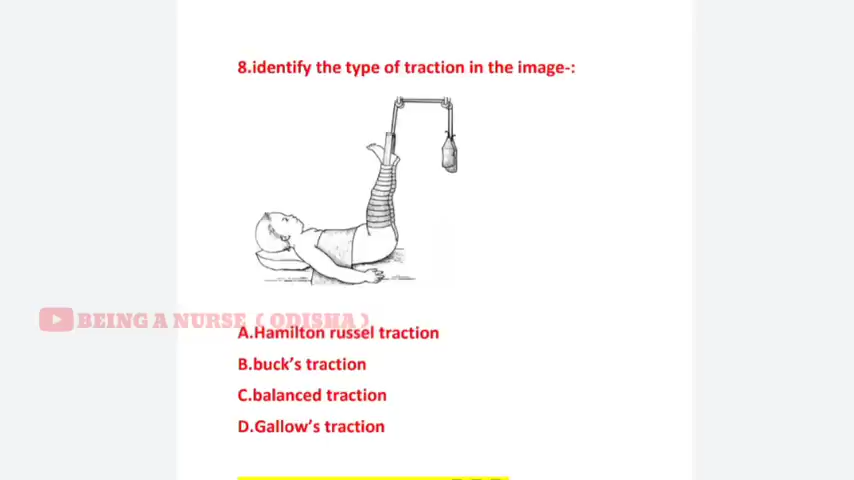 8.identify the type of traction in the image-:
BEING A NURSE ( ODISHA )
A.Hamilton russel traction
B.buck’s traction
C.balanced traction
D.Gallow’s traction